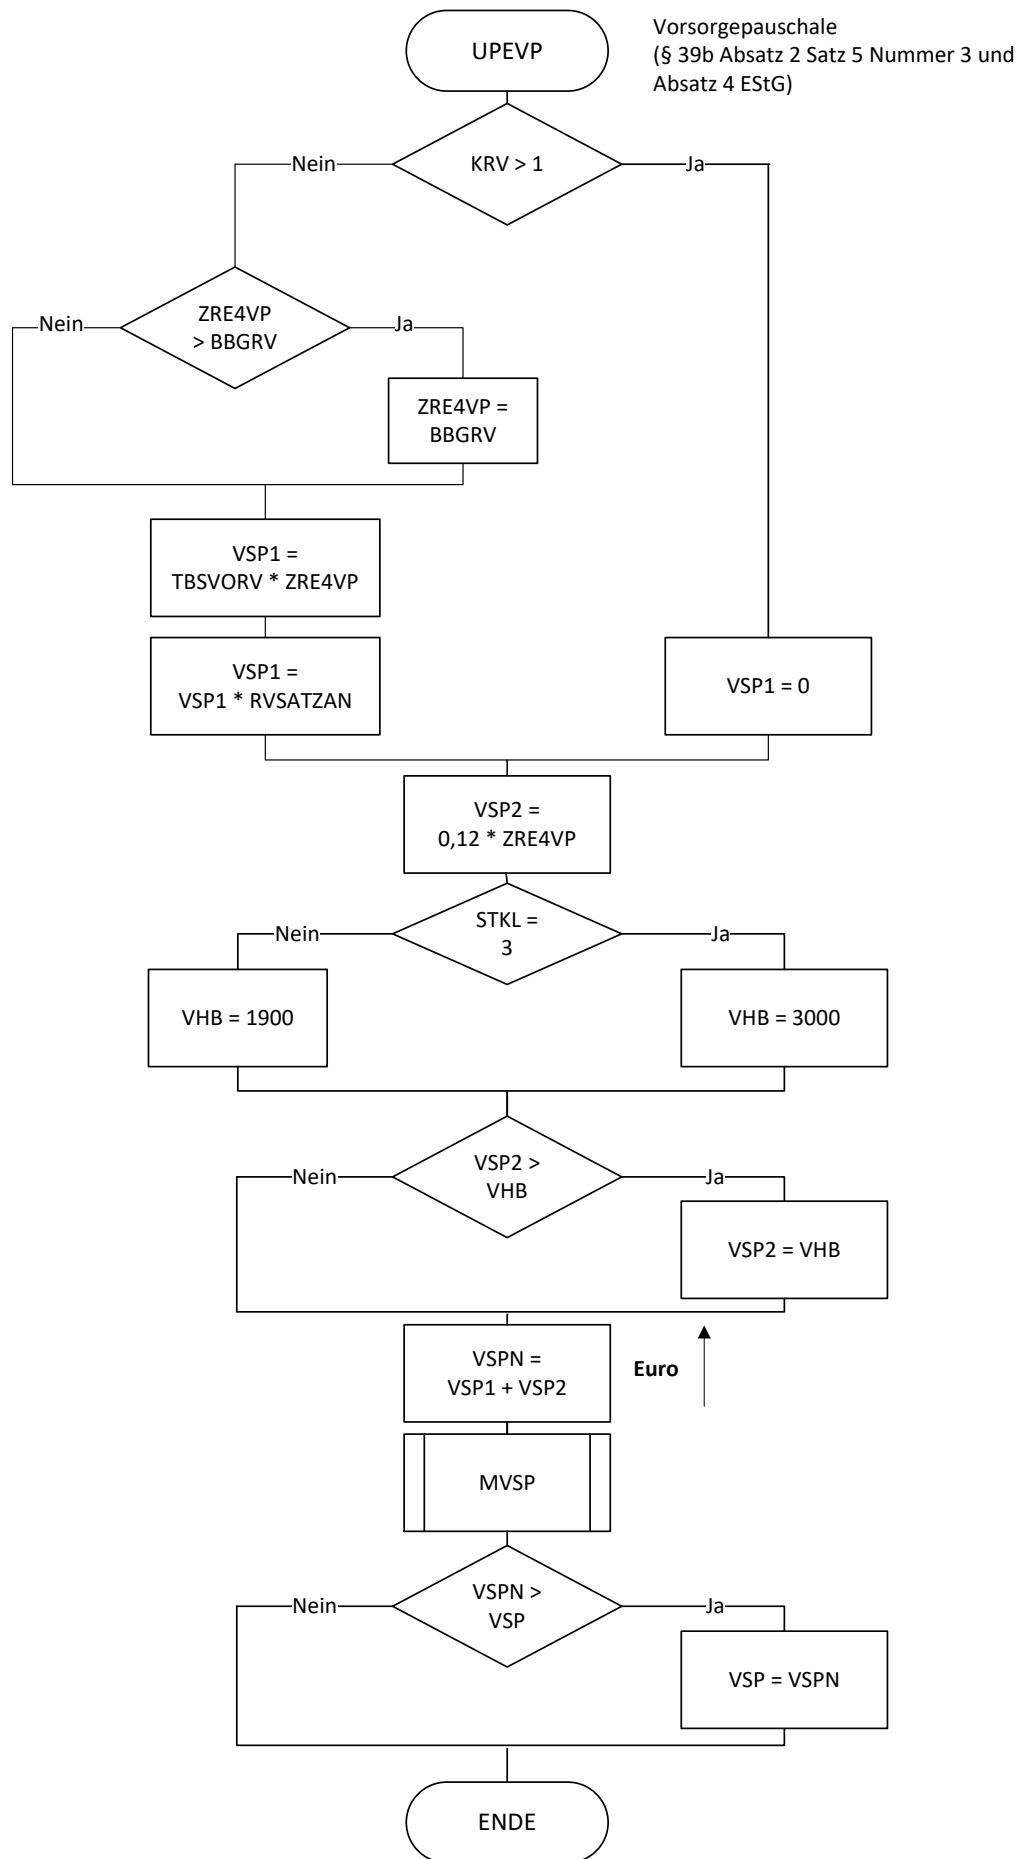 UPEVP
Vorsorgepauschale
(§ 39b Absatz 2 Satz 5 Nummer 3 und
Absatz 4 EStG)
Nein
KRV > 1
Ja
Nein
ZRE4VP
> BBGRV
Ja
ZRE4VP =
BBGRV
VSP1 =
TBSVORV * ZRE4VP
VSP1 =
VSP1 * RVSATZAN
VSP1 = 0
VSP2 =
0,12 * ZRE4VP
Nein
STKL =
3
Ja
VHB = 1900
VHB = 3000
Nein
VSP2 >
VHB
Ja
VSP2 = VHB
VSPN =
VSP1 + VSP2
Euro
MVSP
Nein
VSPN >
VSP
Ja
VSP = VSPN
ENDE